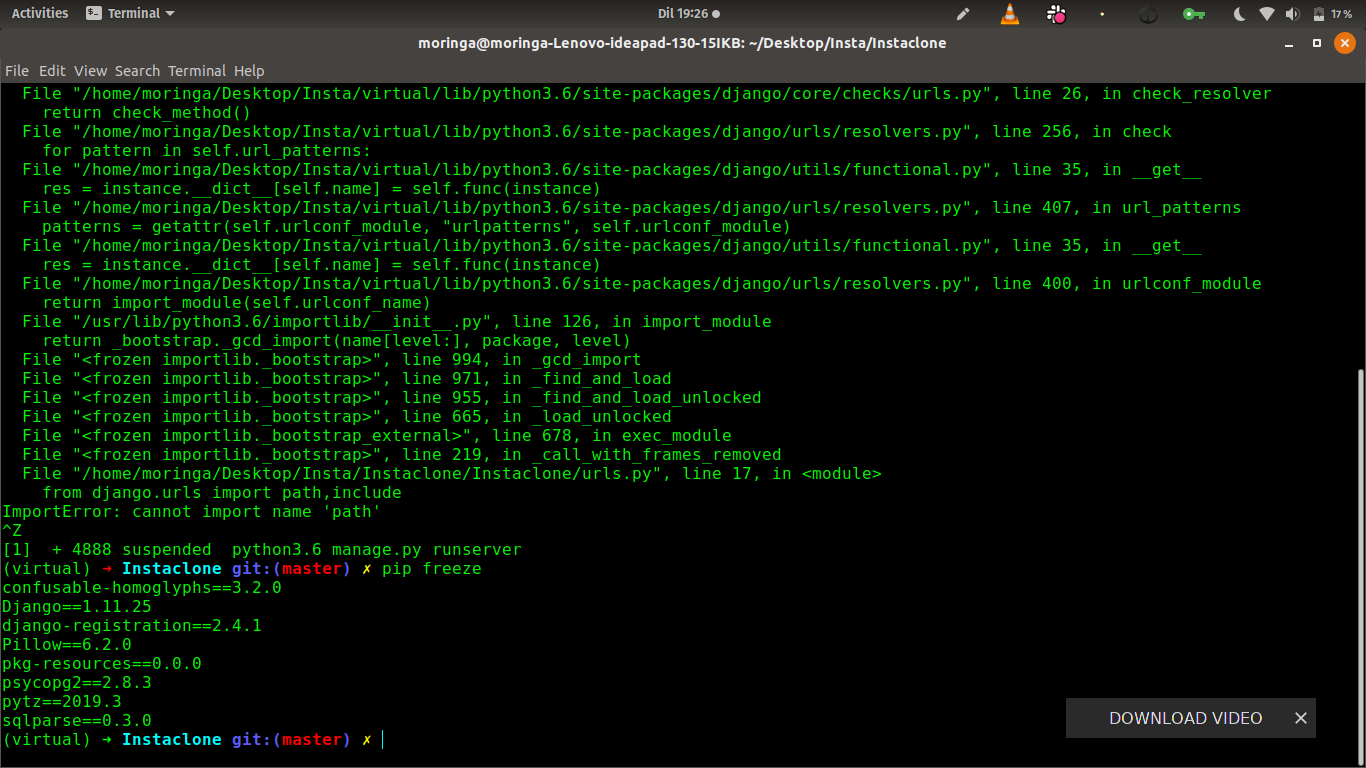 Activities Terminal Dil 19:26 17 %
moringa@moringa-Lenovo-ideapad-130-15IKB: ~/Desktop/Insta/Instaclone
File Edit View Search Terminal Help
File "/home/moringa/Desktop/Insta/virtual/lib/python3.6/site-packages/django/core/checks/urls.py", line 26, in check_resolver
return check_method()
File "/home/moringa/Desktop/Insta/virtual/lib/python3.6/site-packages/django/urls/resolvers.py", line 256, in check
for pattern in self.url_patterns:
File "/home/moringa/Desktop/Insta/virtual/lib/python3.6/site-packages/django/utils/functional.py", line 35, in __get__
res = instance.__dict__[self.name] = self.func(instance)
File "/home/moringa/Desktop/Insta/virtual/lib/python3.6/site-packages/django/urls/resolvers.py", line 407, in url_patterns
patterns = getattr(self.urlconf_module, "urlpatterns", self.urlconf_module)
File "/home/moringa/Desktop/Insta/virtual/lib/python3.6/site-packages/django/utils/functional.py", line 35, in __get__
res = instance.__dict__[self.name] = self.func(instance)
File "/home/moringa/Desktop/Insta/virtual/lib/python3.6/site-packages/django/urls/resolvers.py", line 400, in urlconf_module
return import_module(self.urlconf_name)
File "/usr/lib/python3.6/importlib/__init__.py", line 126, in import_module
return _bootstrap._gcd_import(name[level:], package, level)
File "<frozen importlib._bootstrap>", line 994, in _gcd_import
File "<frozen importlib._bootstrap>", line 971, in _find_and_load
File "<frozen importlib._bootstrap>", line 955, in _find_and_load_unlocked
File "<frozen importlib._bootstrap>", line 665, in _load_unlocked
File "<frozen importlib._bootstrap_external>", line 678, in exec_module
File "<frozen importlib._bootstrap>", line 219, in _call_with_frames_removed
File "/home/moringa/Desktop/Insta/Instaclone/Instaclone/urls.py", line 17, in <module>
from django.urls import path,include
ImportError: cannot import name 'path'
^Z
[1]  + 4888 suspended  python3.6 manage.py runserver
(virtual) ➜ Instaclone git:(master) ✗ pip freeze
confusable-homoglyphs==3.2.0
Django==1.11.25
django-registration==2.4.1
Pillow==6.2.0
pkg-resources==0.0.0
psycopg2==2.8.3
pytz==2019.3
sqlparse==0.3.0
(virtual) ➜ Instaclone git:(master) ✗
DOWNLOAD VIDEO